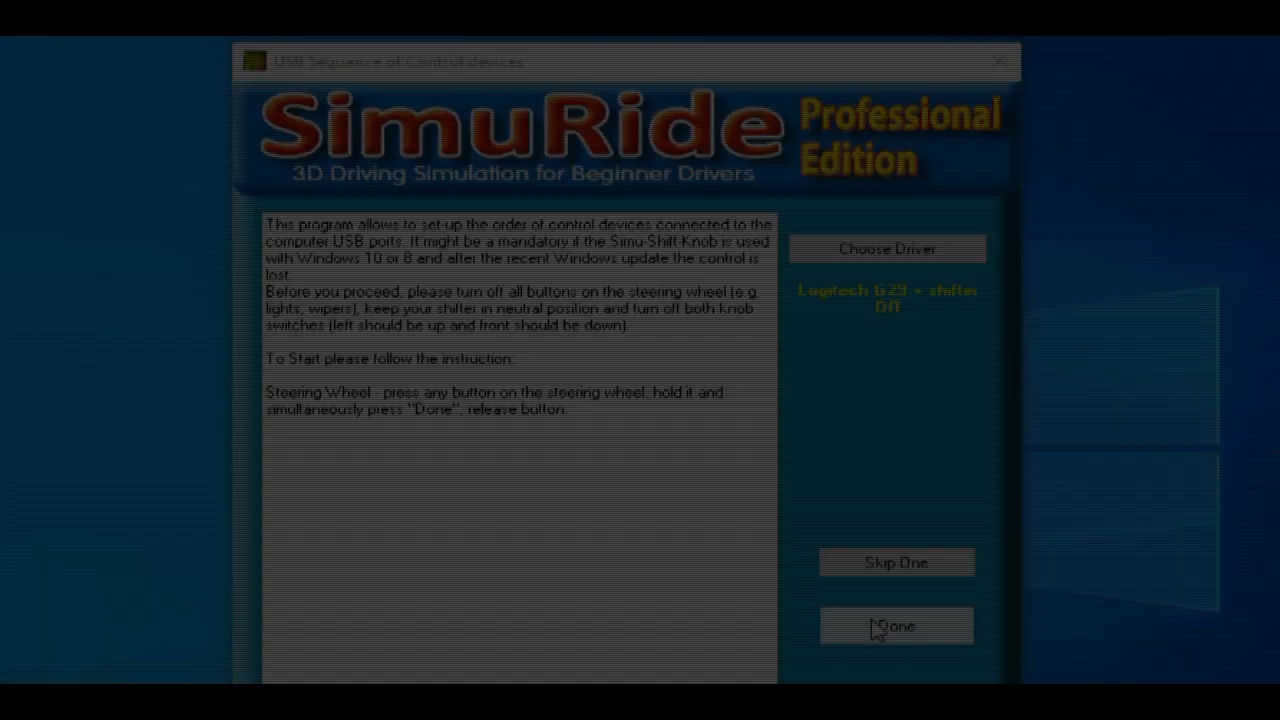 USB Sequence of Control devices
SimuRide
Professional
Edition
3D Driving Simulation for Beginner Drivers
This program allows to set-up the order of control devices connected to the
computer USB ports. It might be a mandatory if the Simu-Shift-Knob is used
with Windows 10 or 8 and after the recent Windows update the control is
lost.
Before you proceed, please turn off all buttons on the steering wheel (e.g.
lights, wipers), keep your shifter in neutral position and turn off both Knob
switches (left should be up and front should be down).
To Start please follow the instruction:
Steering Wheel - press any button on the steering wheel, hold it and
simultaneously press "Done", release button.
Choose Driver
Logitech G29 + shifter
Skip One
Done